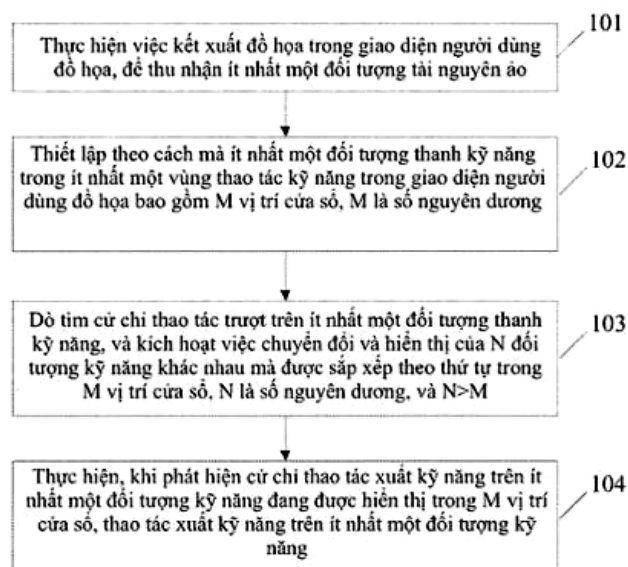 101
Thực hiện việc kết xuất đồ họa trong giao diện người dùng
đồ họa, để thu nhận ít nhất một đối tượng tài nguyên ảo
Thiết lập theo cách mà ít nhất một đối tượng thanh kỹ năng
trong ít nhất một vùng thao tác kỹ năng trong giao diện người
dùng đồ họa bao gồm M vị trí cửa sổ, M là số nguyên dương
102
Dò tìm cử chỉ thao tác trượt trên ít nhất một đối tượng thanh
kỹ năng, và kích hoạt việc chuyển đổi và hiển thị của N đối
tượng kỹ năng khác nhau mà được sắp xếp theo thứ tự trong
M vị trí cửa sổ, N là số nguyên dương, và N>M
103
Thực hiện, khi phát hiện cử chỉ thao tác xuất kỹ năng trên ít
nhất một đối tượng kỹ năng đang được hiển thị trong M vị trí
cửa sổ, thao tác xuất kỹ năng trên ít nhất một đối tượng kỹ
năng
104